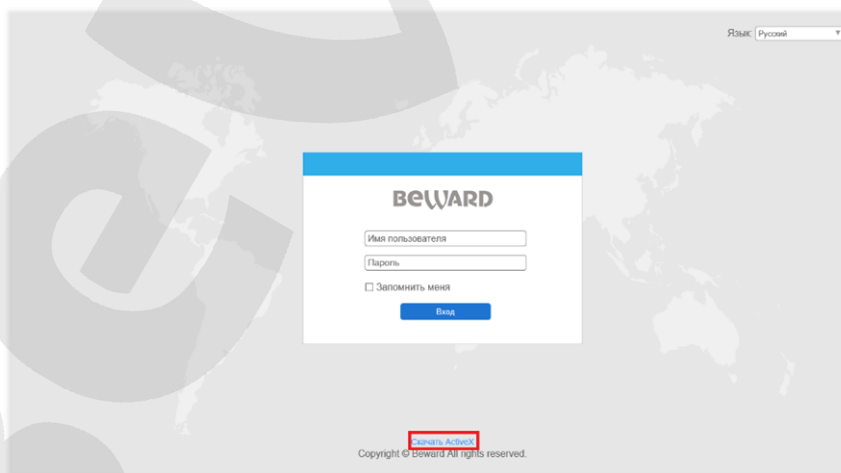 Язык: Русский
BEWARD
Имя пользователя
Пароль
Запомнить меня
Вход
Скачать ActiveX
Copyright © Beward All rights reserved.